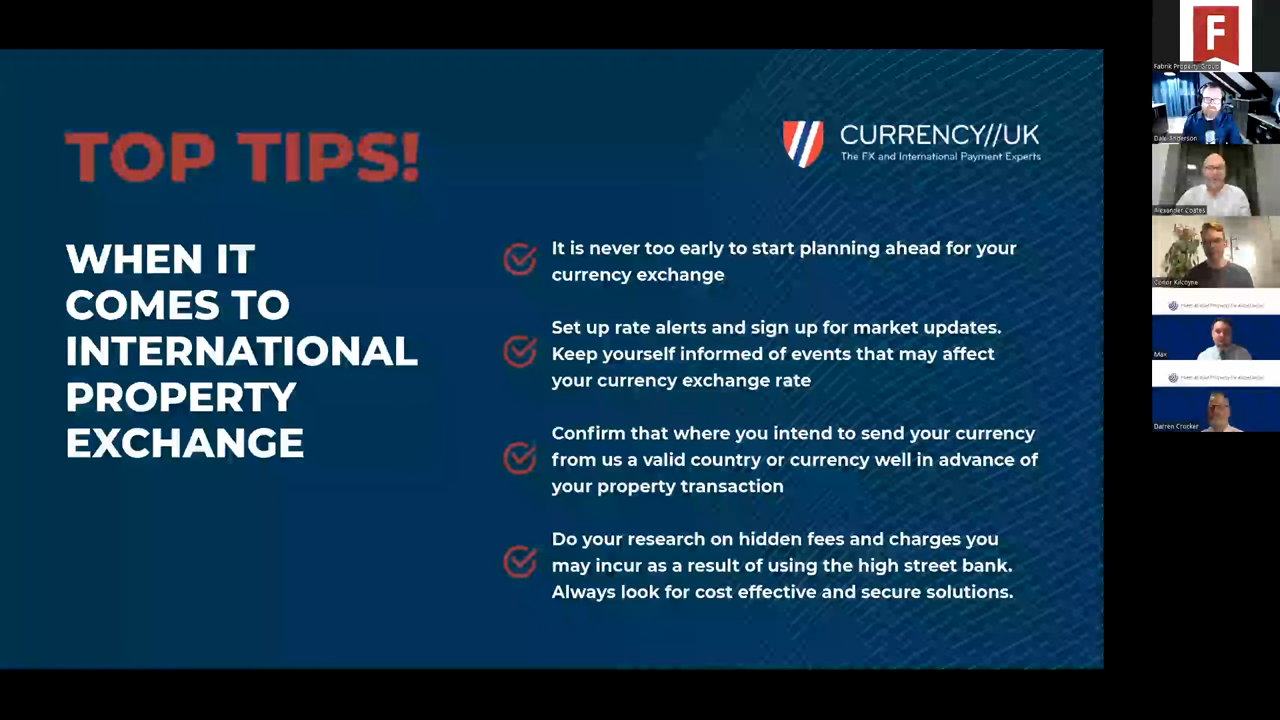 TOP TIPS!
WHEN IT
COMES TO
INTERNATIONAL
PROPERTY
EXCHANGE
CURRENCY//UK
The FX and International Payment Experts
It is never too early to start planning ahead for your
currency exchange
Set up rate alerts and sign up for market updates.
Keep yourself informed of events that may affect
your currency exchange rate
Confirm that where you intend to send your currency
from us a valid country or currency well in advance of
your property transaction
Do your research on hidden fees and charges you
may incur as a result of using the high street bank.
Always look for cost effective and secure solutions.
F
Fabrik Property Group
Dale Anderson
Alexander Coates
Conor Kilcoyne
Max
Darren Crocker